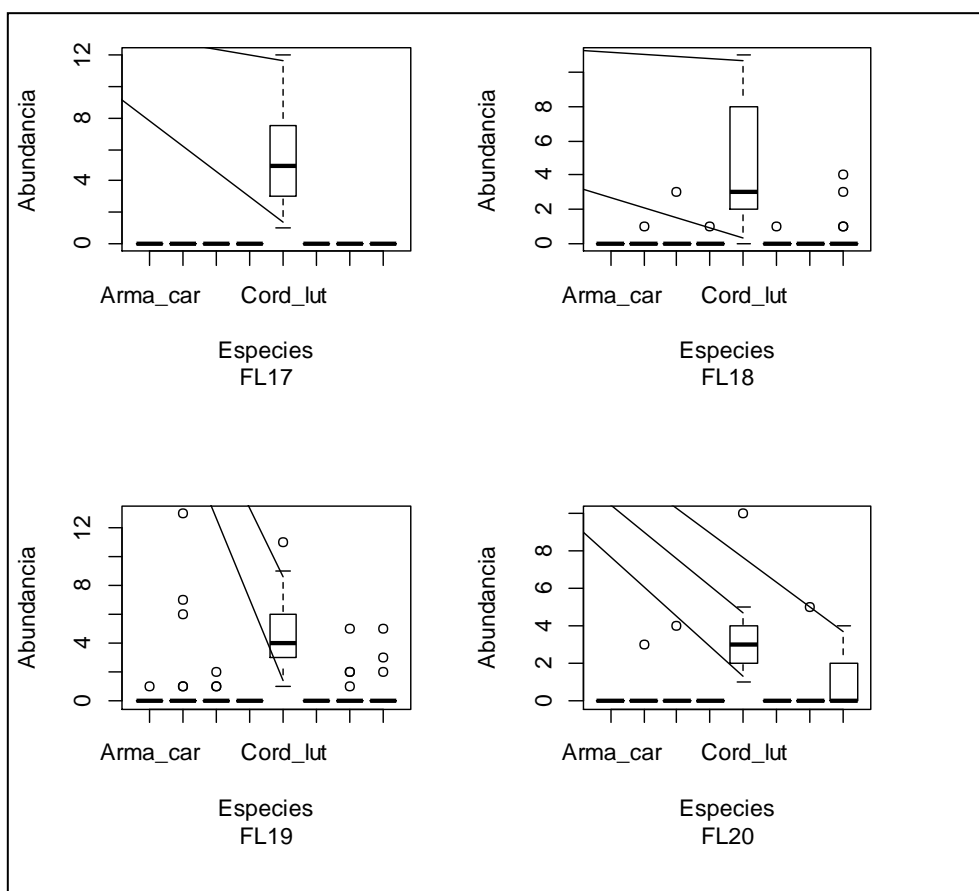 Abundancia
0 4 8 12
Arma_car Cord_lut
Especies
FL17
Abundancia
0 2 4 6 8
Arma_car Cord_lut
Especies
FL18
Abundancia
0 4 8 12
Arma_car Cord_lut
Especies
FL19
Abundancia
0 2 4 6 8
Arma_car Cord_lut
Especies
FL20